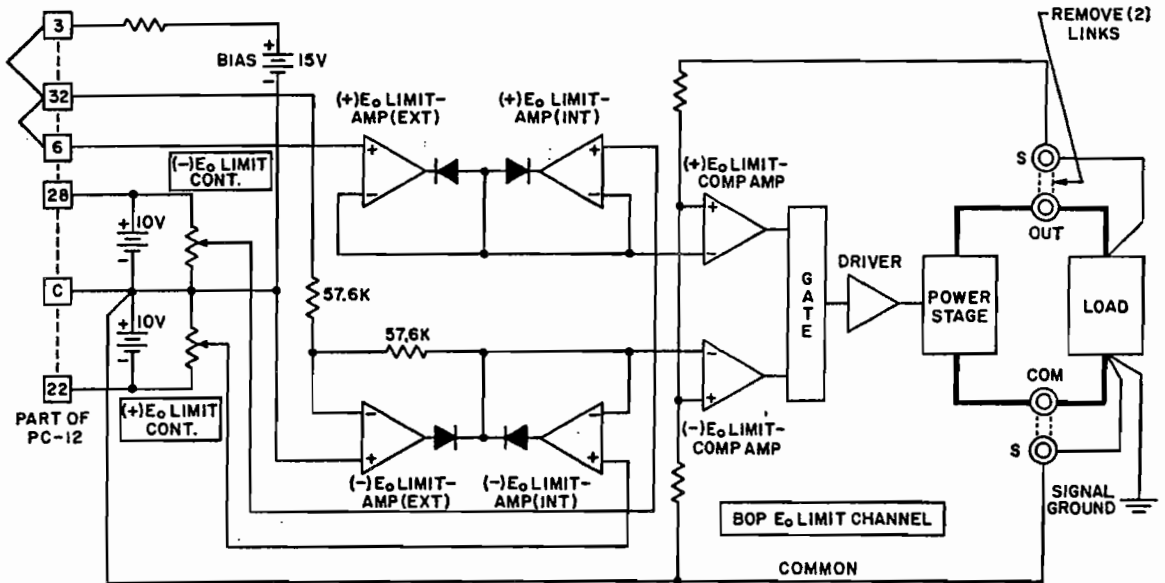 3
32
6
28
C
22
PART OF
PC-12
BIAS
+
-
15V
(+)E₀ LIMIT-
AMP(EXT)
(+)E₀ LIMIT-
AMP(INT)
(-)E₀ LIMIT
CONT.
+
-
+
-
+
10V
-
+
10V
-
(+)E₀ LIMIT
CONT.
57.6K
57.6K
-
+
-
+
(-)E₀ LIMIT-
AMP(EXT)
(-)E₀ LIMIT-
AMP(INT)
(+)E₀ LIMIT-
COMP AMP
+
-
-
+
(-)E₀ LIMIT-
COMP AMP
GATE
DRIVER
POWER
STAGE
LOAD
REMOVE (2)
LINKS
S
OUT
COM
S
SIGNAL
GROUND
BOP E₀ LIMIT CHANNEL
COMMON